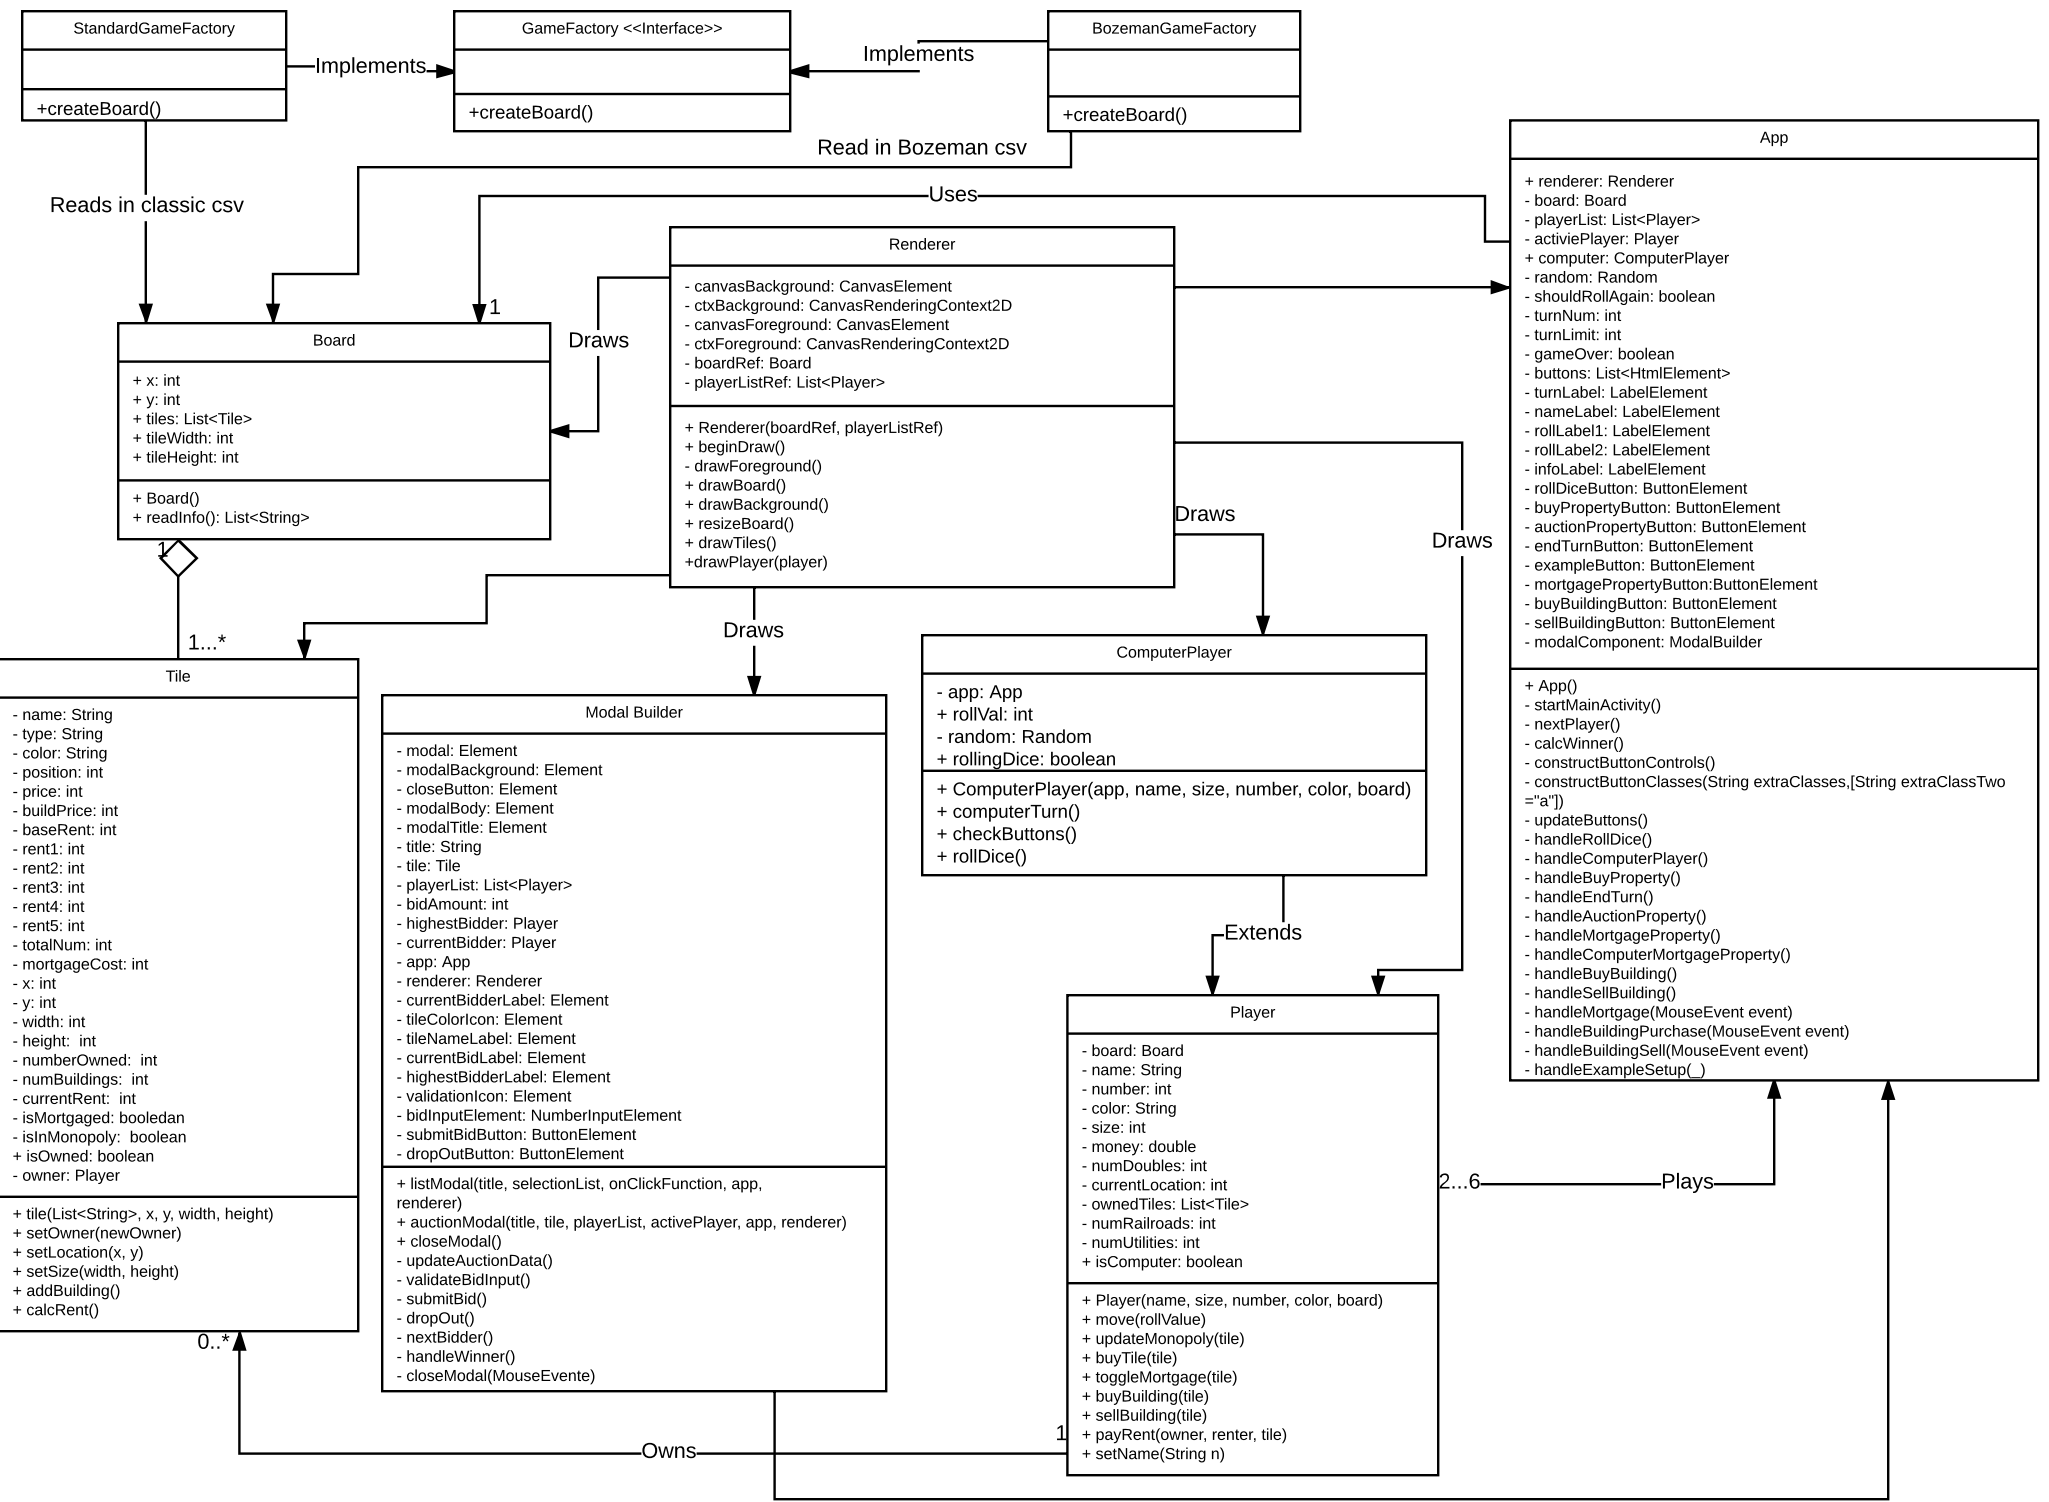 StandardGameFactory
+createBoard()
Implements
GameFactory <<Interface>>
+createBoard()
Implements
BozemanGameFactory
+createBoard()
Read in Bozeman csv
Reads in classic csv
Uses
1
Board
+ x: int
+ y: int
+ tiles: List<Tile>
+ tileWidth: int
+ tileHeight: int
+ Board()
+ readInfo(): List<String>
1
1...*
Draws
Renderer
- canvasBackground: CanvasElement
- ctxBackground: CanvasRenderingContext2D
- canvasForeground: CanvasElement
- ctxForeground: CanvasRenderingContext2D
- boardRef: Board
- playerListRef: List<Player>
+ Renderer(boardRef, playerListRef)
+ beginDraw()
- drawForeground()
+ drawBoard()
+ drawBackground()
+ resizeBoard()
+ drawTiles()
+drawPlayer(player)
Draws
Draws
Draws
App
+ renderer: Renderer
- board: Board
- playerList: List<Player>
- activiePlayer: Player
+ computer: ComputerPlayer
- random: Random
- shouldRollAgain: boolean
- turnNum: int
- turnLimit: int
- gameOver: boolean
- buttons: List<HtmlElement>
- turnLabel: LabelElement
- nameLabel: LabelElement
- rollLabel1: LabelElement
- rollLabel2: LabelElement
- infoLabel: LabelElement
- rollDiceButton: ButtonElement
- buyPropertyButton: ButtonElement
- auctionPropertyButton: ButtonElement
- endTurnButton: ButtonElement
- exampleButton: ButtonElement
- mortgagePropertyButton:ButtonElement
- buyBuildingButton: ButtonElement
- sellBuildingButton: ButtonElement
- modalComponent: ModalBuilder
+ App()
- startMainActivity()
- nextPlayer()
- calcWinner()
- constructButtonControls()
- constructButtonClasses(String extraClasses,[String extraClassTwo
="a"])
- updateButtons()
- handleRollDice()
- handleComputerPlayer()
- handleBuyProperty()
- handleEndTurn()
- handleAuctionProperty()
- handleMortgageProperty()
- handleComputerMortgageProperty()
- handleBuyBuilding()
- handleSellBuilding()
- handleMortgage(MouseEvent event)
- handleBuildingPurchase(MouseEvent event)
- handleBuildingSell(MouseEvent event)
- handleExampleSetup(_)
Tile
- name: String
- type: String
- color: String
- position: int
- price: int
- buildPrice: int
- baseRent: int
- rent1: int
- rent2: int
- rent3: int
- rent4: int
- rent5: int
- totalNum: int
- mortgageCost: int
- x: int
- y: int
- width: int
- height:  int
- numberOwned:  int
- numBuildings:  int
- currentRent:  int
- isMortgaged: booledan
- isInMonopoly:  boolean
+ isOwned: boolean
- owner: Player
+ tile(List<String>, x, y, width, height)
+ setOwner(newOwner)
+ setLocation(x, y)
+ setSize(width, height)
+ addBuilding()
+ calcRent()
0..*
Modal Builder
- modal: Element
- modalBackground: Element
- closeButton: Element
- modalBody: Element
- modalTitle: Element
- title: String
- tile: Tile
- playerList: List<Player>
- bidAmount: int
- highestBidder: Player
- currentBidder: Player
- app: App
- renderer: Renderer
- currentBidderLabel: Element
- tileColorIcon: Element
- tileNameLabel: Element
- currentBidLabel: Element
- highestBidderLabel: Element
- validationIcon: Element
- bidInputElement: NumberInputElement
- submitBidButton: ButtonElement
- dropOutButton: ButtonElement
+ listModal(title, selectionList, onClickFunction, app,
renderer)
+ auctionModal(title, tile, playerList, activePlayer, app, renderer)
+ closeModal()
- updateAuctionData()
- validateBidInput()
- submitBid()
- dropOut()
- nextBidder()
- handleWinner()
- closeModal(MouseEvente)
ComputerPlayer
- app: App
+ rollVal: int
- random: Random
+ rollingDice: boolean
+ ComputerPlayer(app, name, size, number, color, board)
+ computerTurn()
+ checkButtons()
+ rollDice()
Extends
Player
- board: Board
- name: String
- number: int
- color: String
- size: int
- money: double
- numDoubles: int
- currentLocation: int
- ownedTiles: List<Tile>
- numRailroads: int
- numUtilities: int
+ isComputer: boolean
+ Player(name, size, number, color, board)
+ move(rollValue)
+ updateMonopoly(tile)
+ buyTile(tile)
+ toggleMortgage(tile)
+ buyBuilding(tile)
+ sellBuilding(tile)
+ payRent(owner, renter, tile)
+ setName(String n)
2...6
Plays
1
Owns